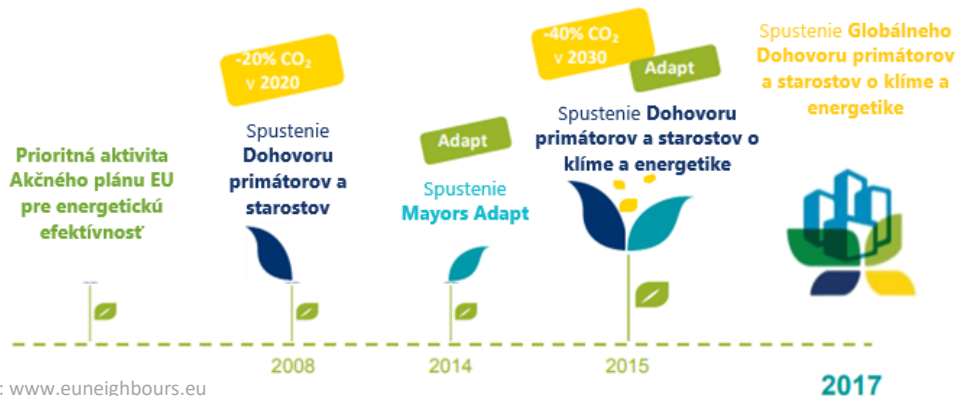 Prioritná aktivita
Akčného plánu EU
pre energetickú
efektívnosť
-20% CO₂
v 2020
Spustenie
Dohovoru
primátorov a
starostov
Adapt
Spustenie
Mayors Adapt
-40% CO₂
v 2030
Adapt
Spustenie Dohovoru
primátorov a starostov o
klíme a energetike
Spustenie Globálneho
Dohovoru primátorov
a starostov o klíme a
energetike
2008
2014
2015
2017
: www.euneighbours.eu